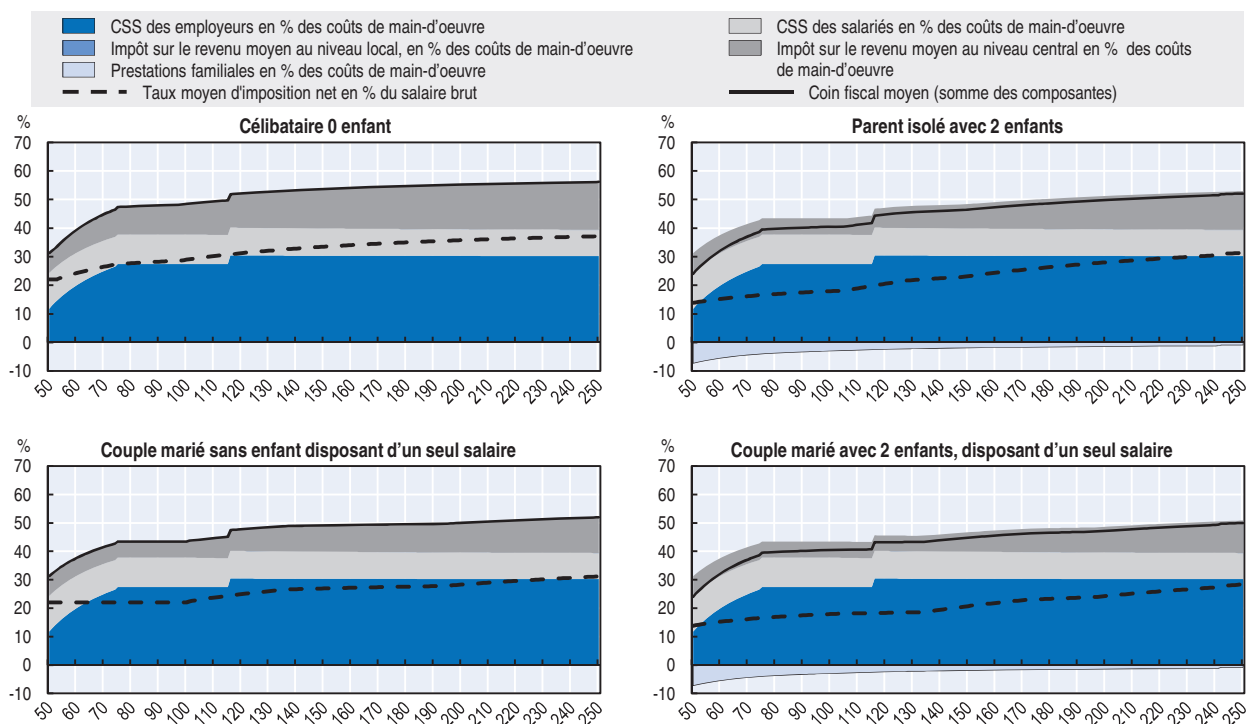 CSS des employeurs en % des coûts de main-d'oeuvre
CSS des salariés en % des coûts de main-d'oeuvre
Impôt sur le revenu moyen au niveau local, en % des coûts de main-d'oeuvre
Impôt sur le revenu moyen au niveau central en % des coûts
de main-d'oeuvre
Prestations familiales en % des coûts de main-d'oeuvre
Taux moyen d'imposition net en % du salaire brut
Coin fiscal moyen (somme des composantes)
%
Célibataire 0 enfant
70
60
50
40
30
20
10
0
-10
50 60 70 80 90 100 110 120 130 140 150 160 170 180 190 200 210 220 230 240 250
%
Parent isolé avec 2 enfants
70
60
50
40
30
20
10
0
-10
50 60 70 80 90 100 110 120 130 140 150 160 170 180 190 200 210 220 230 240 250
%
Couple marié sans enfant disposant d'un seul salaire
70
60
50
40
30
20
10
0
-10
50 60 70 80 90 100 110 120 130 140 150 160 170 180 190 200 210 220 230 240 250
%
Couple marié avec 2 enfants, disposant d'un seul salaire
70
60
50
40
30
20
10
0
-10
50 60 70 80 90 100 110 120 130 140 150 160 170 180 190 200 210 220 230 240 250